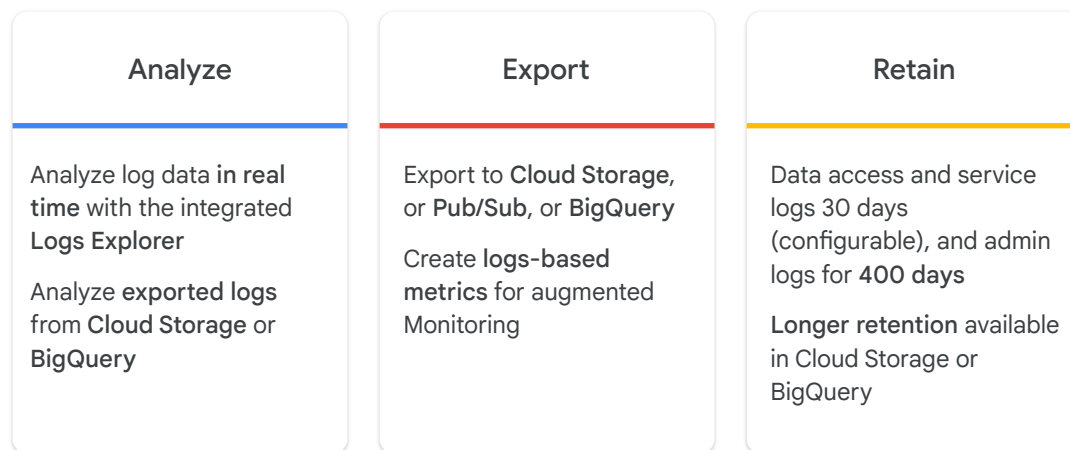 Analyze
Analyze log data in real
time with the integrated
Logs Explorer
Analyze exported logs
from Cloud Storage or
BigQuery
Export
Export to Cloud Storage,
or Pub/Sub, or BigQuery
Create logs-based
metrics for augmented
Monitoring
Retain
Data access and service
logs 30 days
(configurable), and admin
logs for 400 days
Longer retention available
in Cloud Storage or
BigQuery